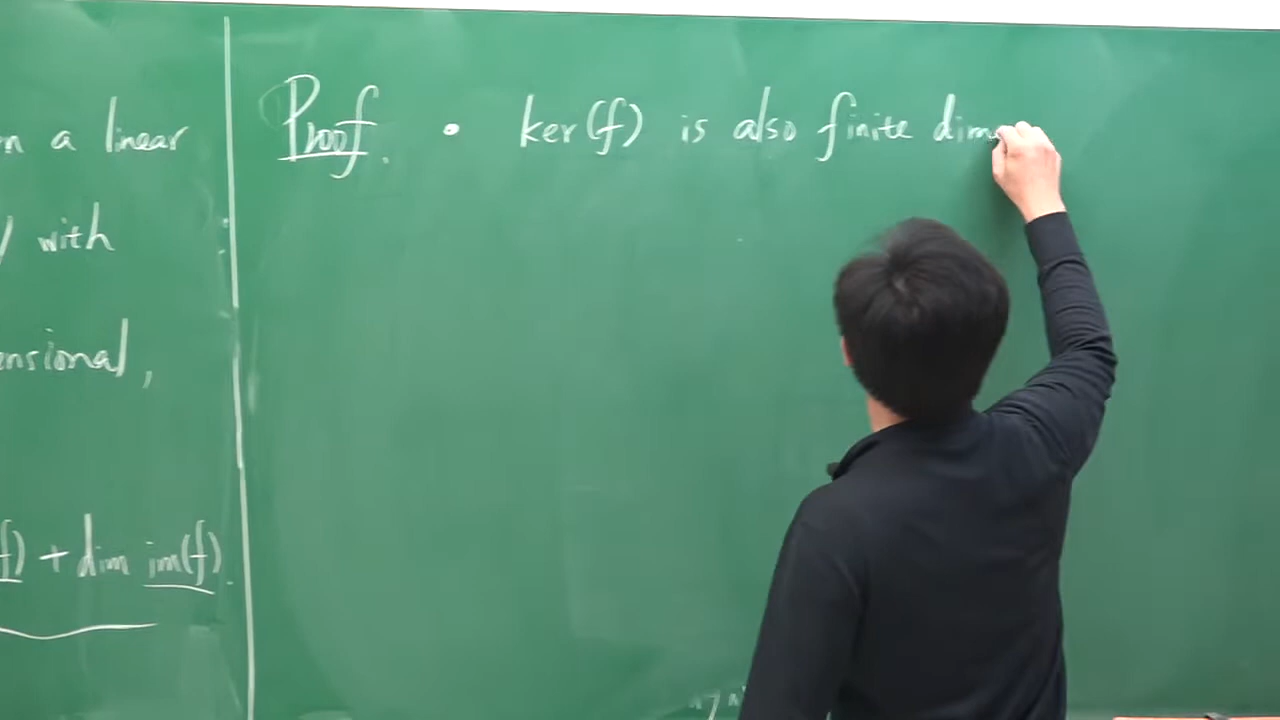 a linear
with
ensional,
f) + dim im(f).
Proof. • ker(f) is also finite dim